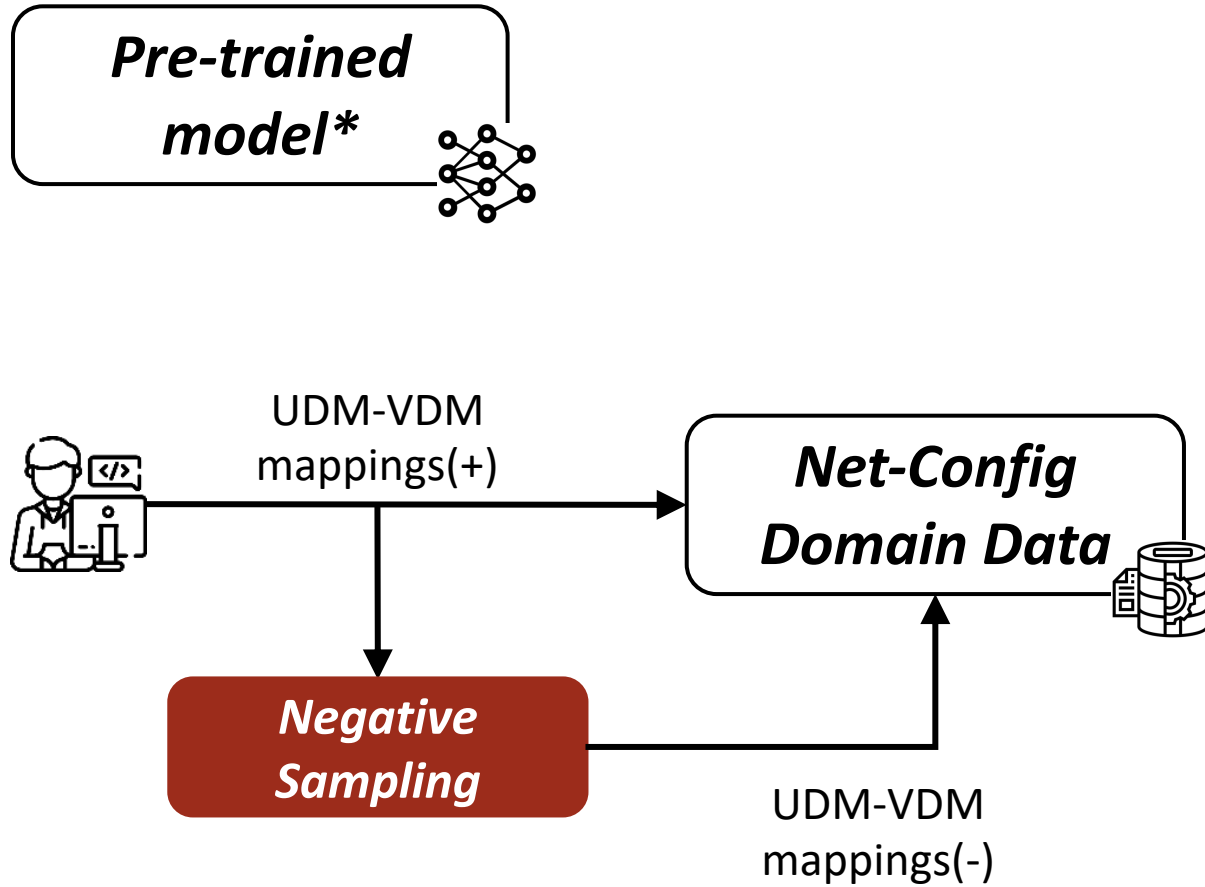 Pre-trained
model*
UDM-VDM
mappings(+)
</>
Net-Config
Domain Data
Negative
Sampling
UDM-VDM
mappings(-)